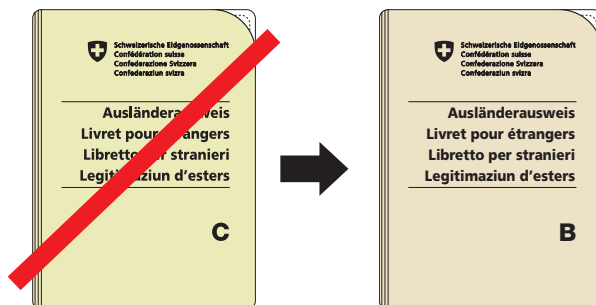 Schweizerische Eidgenossenschaft
Confédération suisse
Confederazione Svizzera
Confederaziun svizra
Ausländerausweis
Livret pour étrangers
Libretto per stranieri
Legitimaziun d'esters
C
Schweizerische Eidgenossenschaft
Confédération suisse
Confederazione Svizzera
Confederaziun svizra
Ausländerausweis
Livret pour étrangers
Libretto per stranieri
Legitimaziun d'esters
B